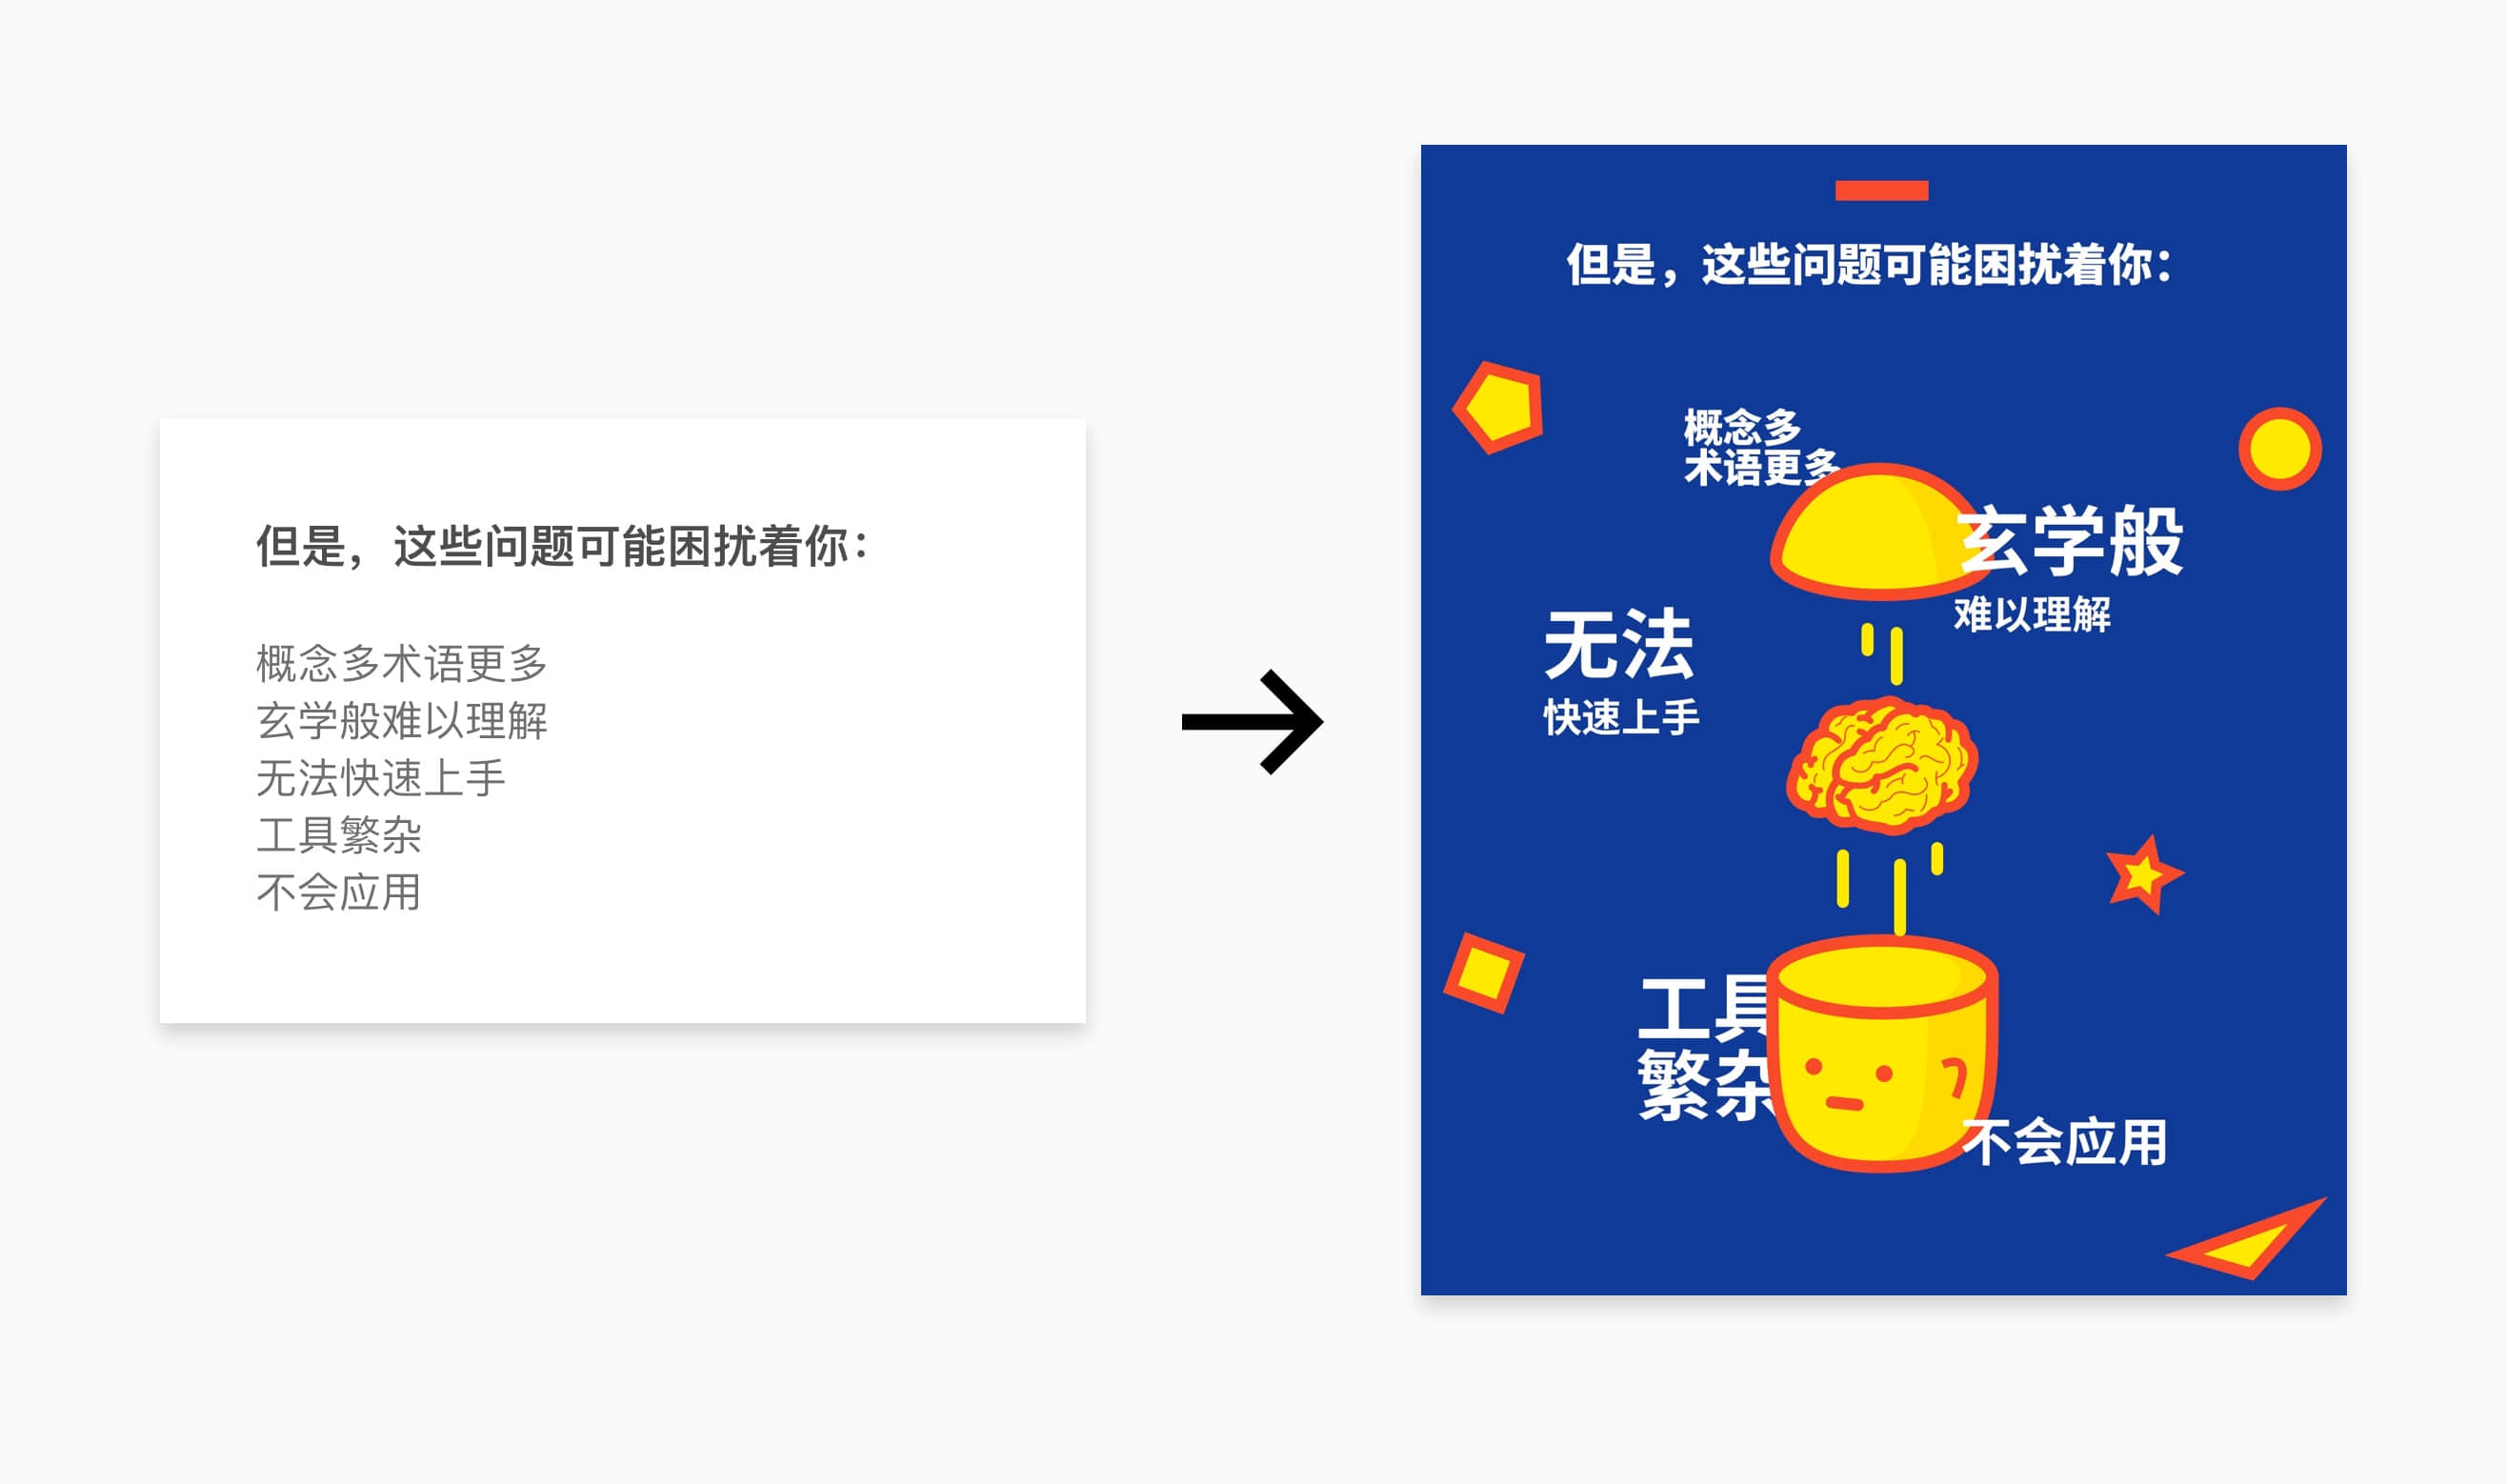 但是，这些问题可能困扰着你：
概念多术语更多
玄学般难以理解
无法快速上手
工具繁杂
不会应用
但是，这些问题可能困扰着你：
概念多
术语更多
玄学般
难以理解
无法
快速上手
工具
繁杂
不会应用